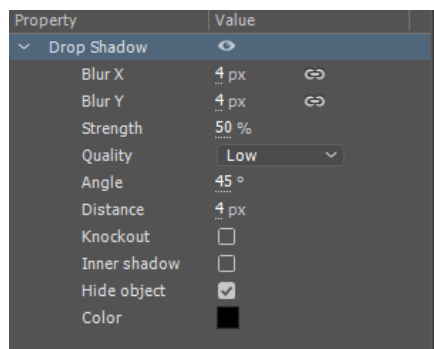 Property Value
Drop Shadow
Blur X 4 px
Blur Y 4 px
Strength 50 %
Quality Low
Angle 45 °
Distance 4 px
Knockout
Inner shadow
Hide object
Color